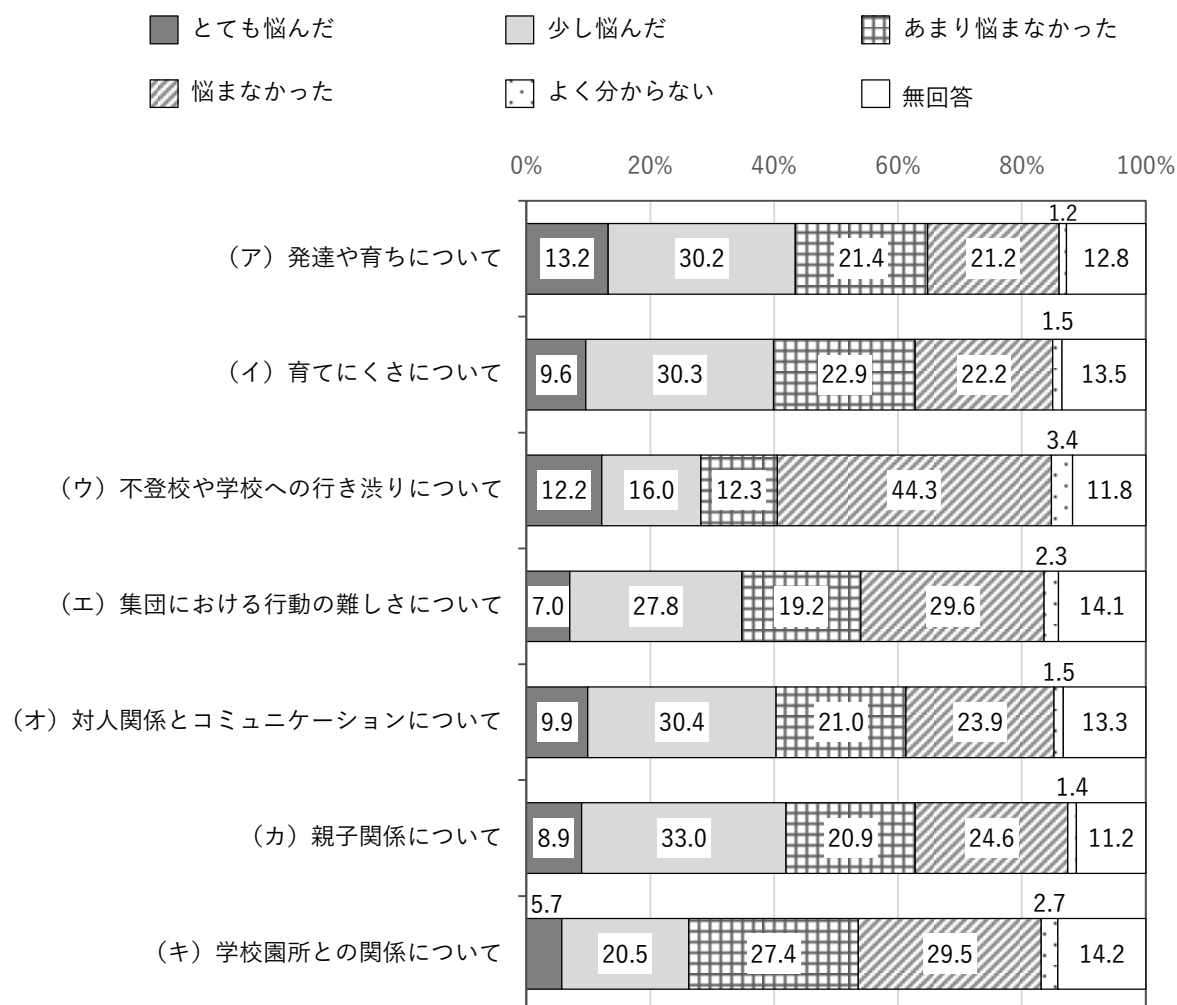 とても悩んだ 少し悩んだ あまり悩まなかった
悩まなかった よく分からない 無回答
0% 20% 40% 60% 80% 100%
1.2
（ア）発達や育ちについて 13.2 30.2 21.4 21.2 12.8
1.5
（イ）育てにくさについて 9.6 30.3 22.9 22.2 13.5
3.4
（ウ）不登校や学校への行き渋りについて 12.2 16.0 12.3 44.3 11.8
2.3
（エ）集団における行動の難しさについて 7.0 27.8 19.2 29.6 14.1
1.5
（オ）対人関係とコミュニケーションについて 9.9 30.4 21.0 23.9 13.3
1.4
（カ）親子関係について 8.9 33.0 20.9 24.6 11.2
5.7 2.7
（キ）学校園所との関係について 20.5 27.4 29.5 14.2